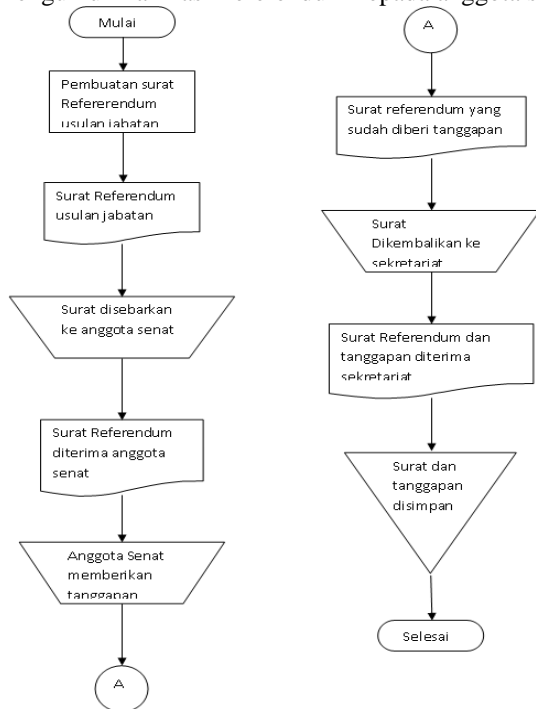 Mulai
Pembuatan surat
Refererendum
usulan jabatan
Surat Referendum
usulan jabatan
Surat disebarkan
ke anggota senat
Surat Referendum
diterima anggota
senat
Anggota Senat
memberikan
tanggapan
A
A
Surat referendum yang
sudah diberi tanggapan
Surat
Dikembalikan ke
sekretariat
Surat Referendum dan
tanggapan diterima
sekretariat
Surat dan
tanggapan
disimpan
Selesai